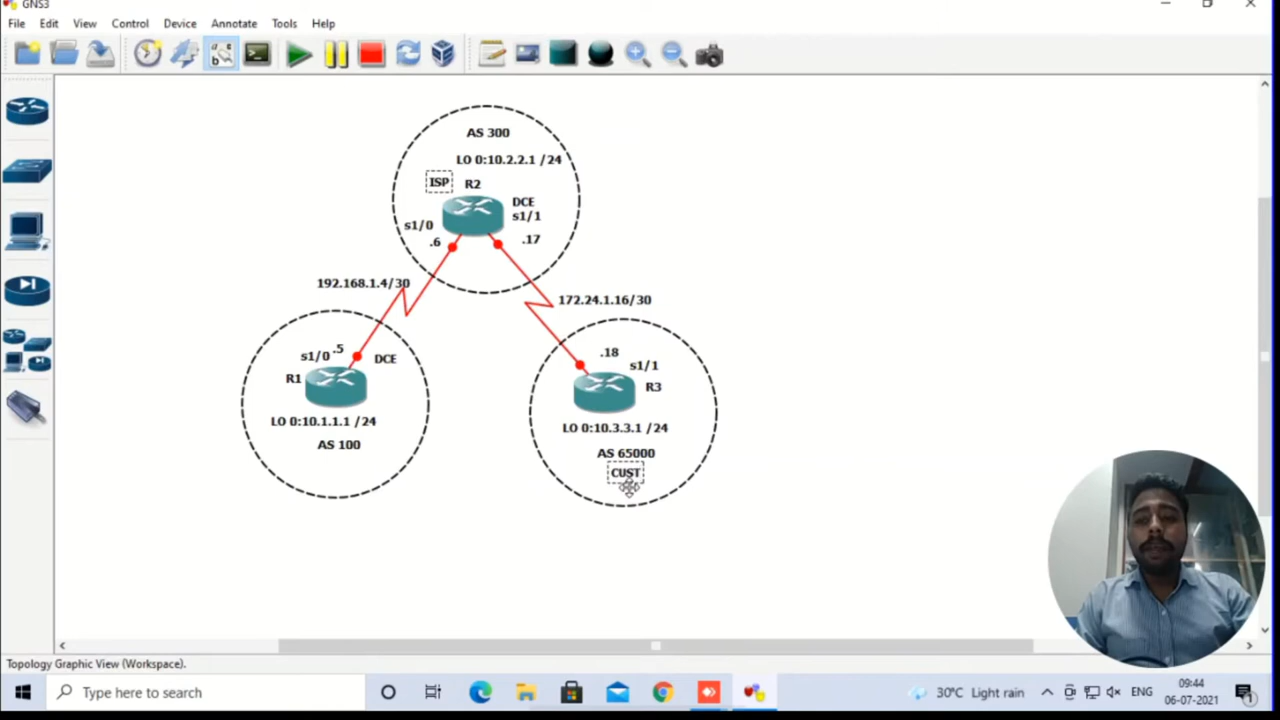 GNS3
File Edit View Control Device Annotate Tools Help
AS 300
LO 0:10.2.2.1 /24
ISP R2
DCE
s1/1
s1/0
.6
.17
192.168.1.4/30
172.24.1.16/30
s1/0 .5 DCE
R1
LO 0:10.1.1.1 /24
AS 100
.18
s1/1
R3
LO 0:10.3.3.1 /24
AS 65000
CUST
Topology Graphic View (Workspace).
Type here to search
30°C Light rain
ENG
09:44
06-07-2021
1